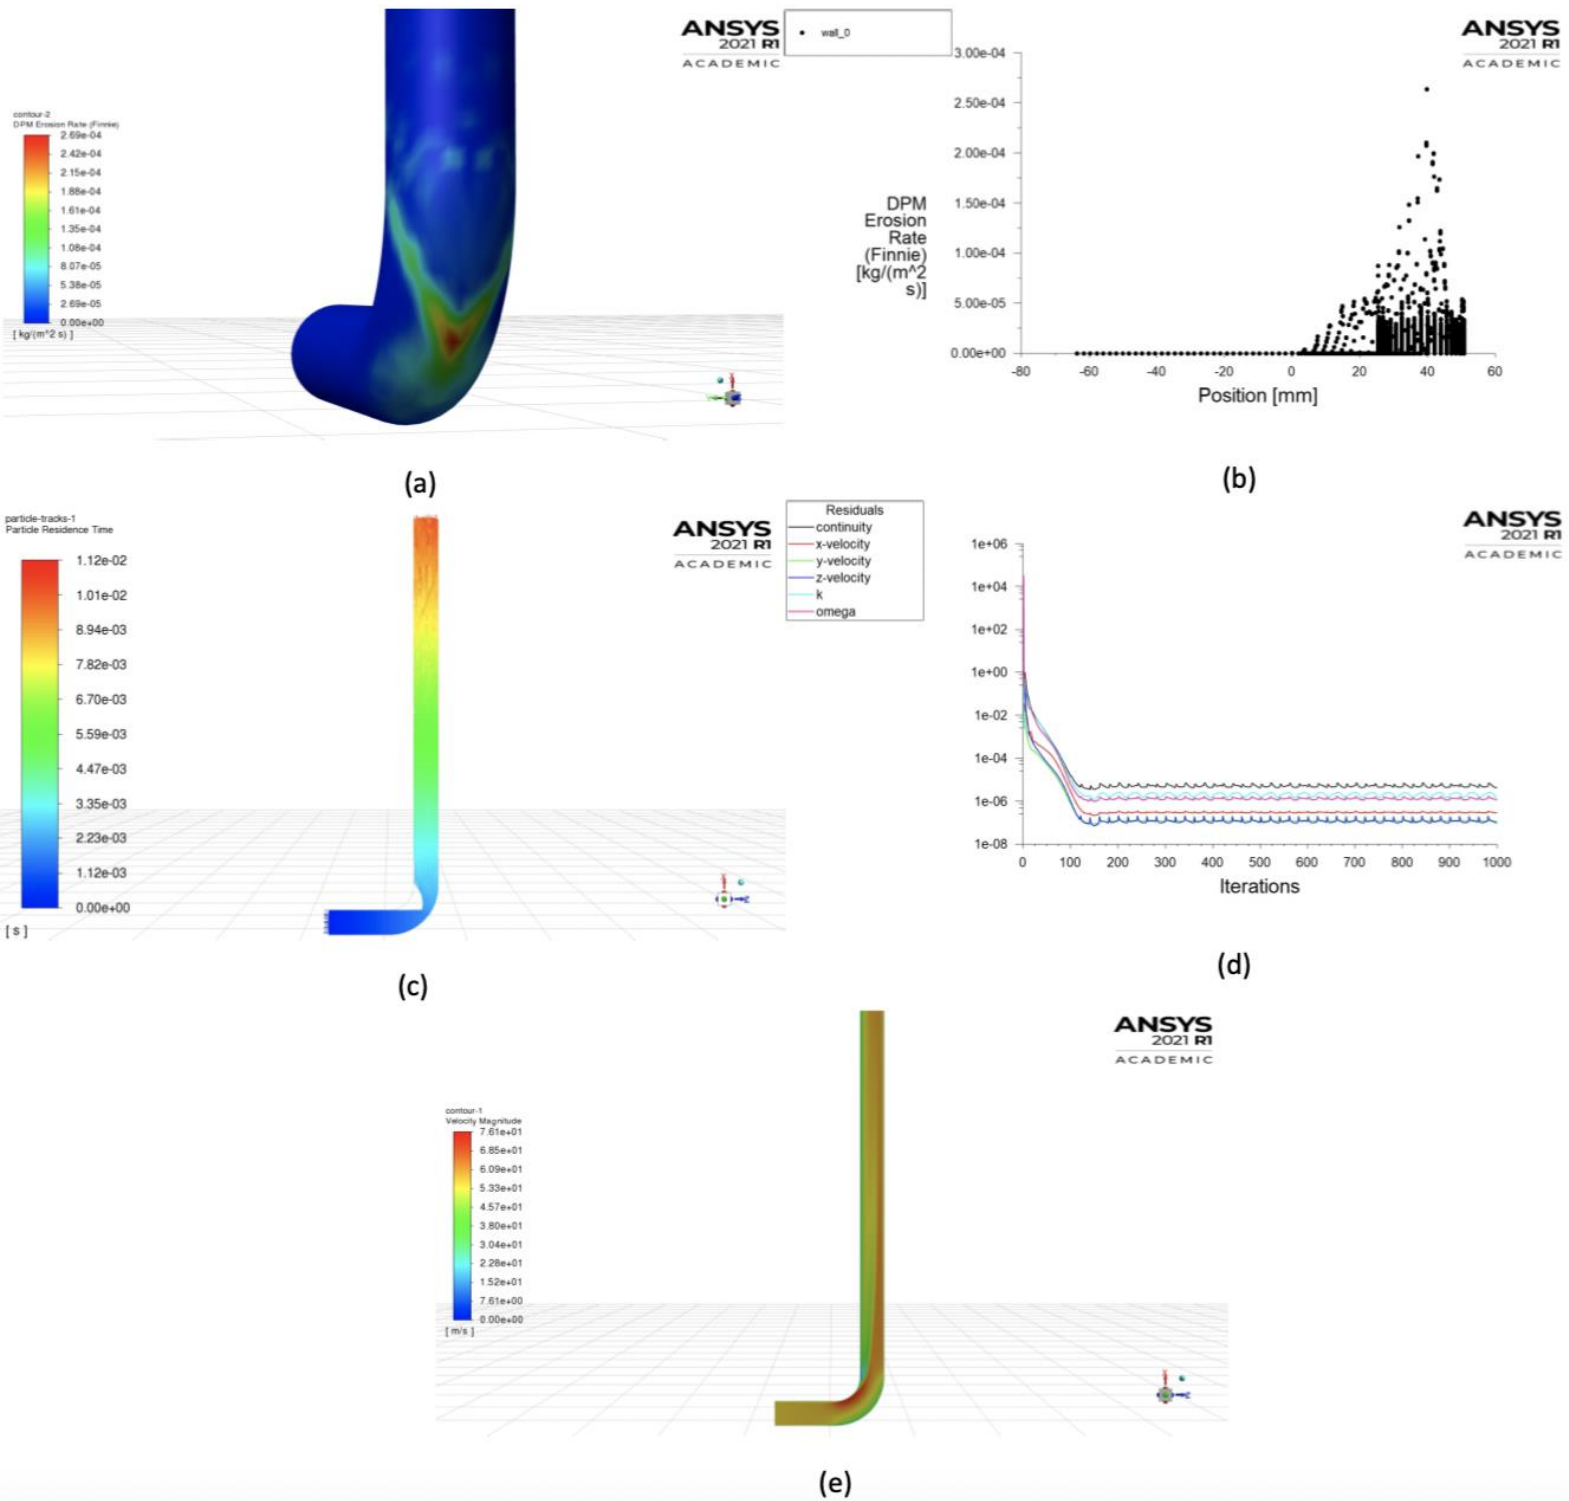 ANSYS
2021 R1
ACADEMIC
contour-2
DPM Erosion Rate (Finnie)
2.69e-04
2.42e-04
2.15e-04
1.88e-04
1.61e-04
1.35e-04
1.08e-04
8.07e-05
5.38e-05
2.69e-05
0.00e+00
[ kg/(m^2 s) ]
(a)
wall_0
ANSYS
2021 R1
ACADEMIC
3.00e-04
2.50e-04
2.00e-04
1.50e-04
1.00e-04
5.00e-05
0.00e+00
DPM
Erosion
Rate
(Finnie)
[kg/(m^2
s)]
-80 -60 -40 -20 0 20 40 60
Position [mm]
(b)
particle-tracks-1
Particle Residence Time
1.12e-02
1.01e-02
8.94e-03
7.82e-03
6.70e-03
5.59e-03
4.47e-03
3.35e-03
2.23e-03
1.12e-03
0.00e+00
[ s ]
ANSYS
2021 R1
ACADEMIC
(c)
Residuals
continuity
x-velocity
y-velocity
z-velocity
k
omega
ANSYS
2021 R1
ACADEMIC
1e+06
1e+04
1e+02
1e+00
1e-02
1e-04
1e-06
1e-08
0 100 200 300 400 500 600 700 800 900 1000
Iterations
(d)
ANSYS
2021 R1
ACADEMIC
contour-1
Velocity Magnitude
7.61e+01
6.85e+01
6.09e+01
5.33e+01
4.57e+01
3.80e+01
3.04e+01
2.28e+01
1.52e+01
7.61e+00
0.00e+00
[ m/s ]
(e)